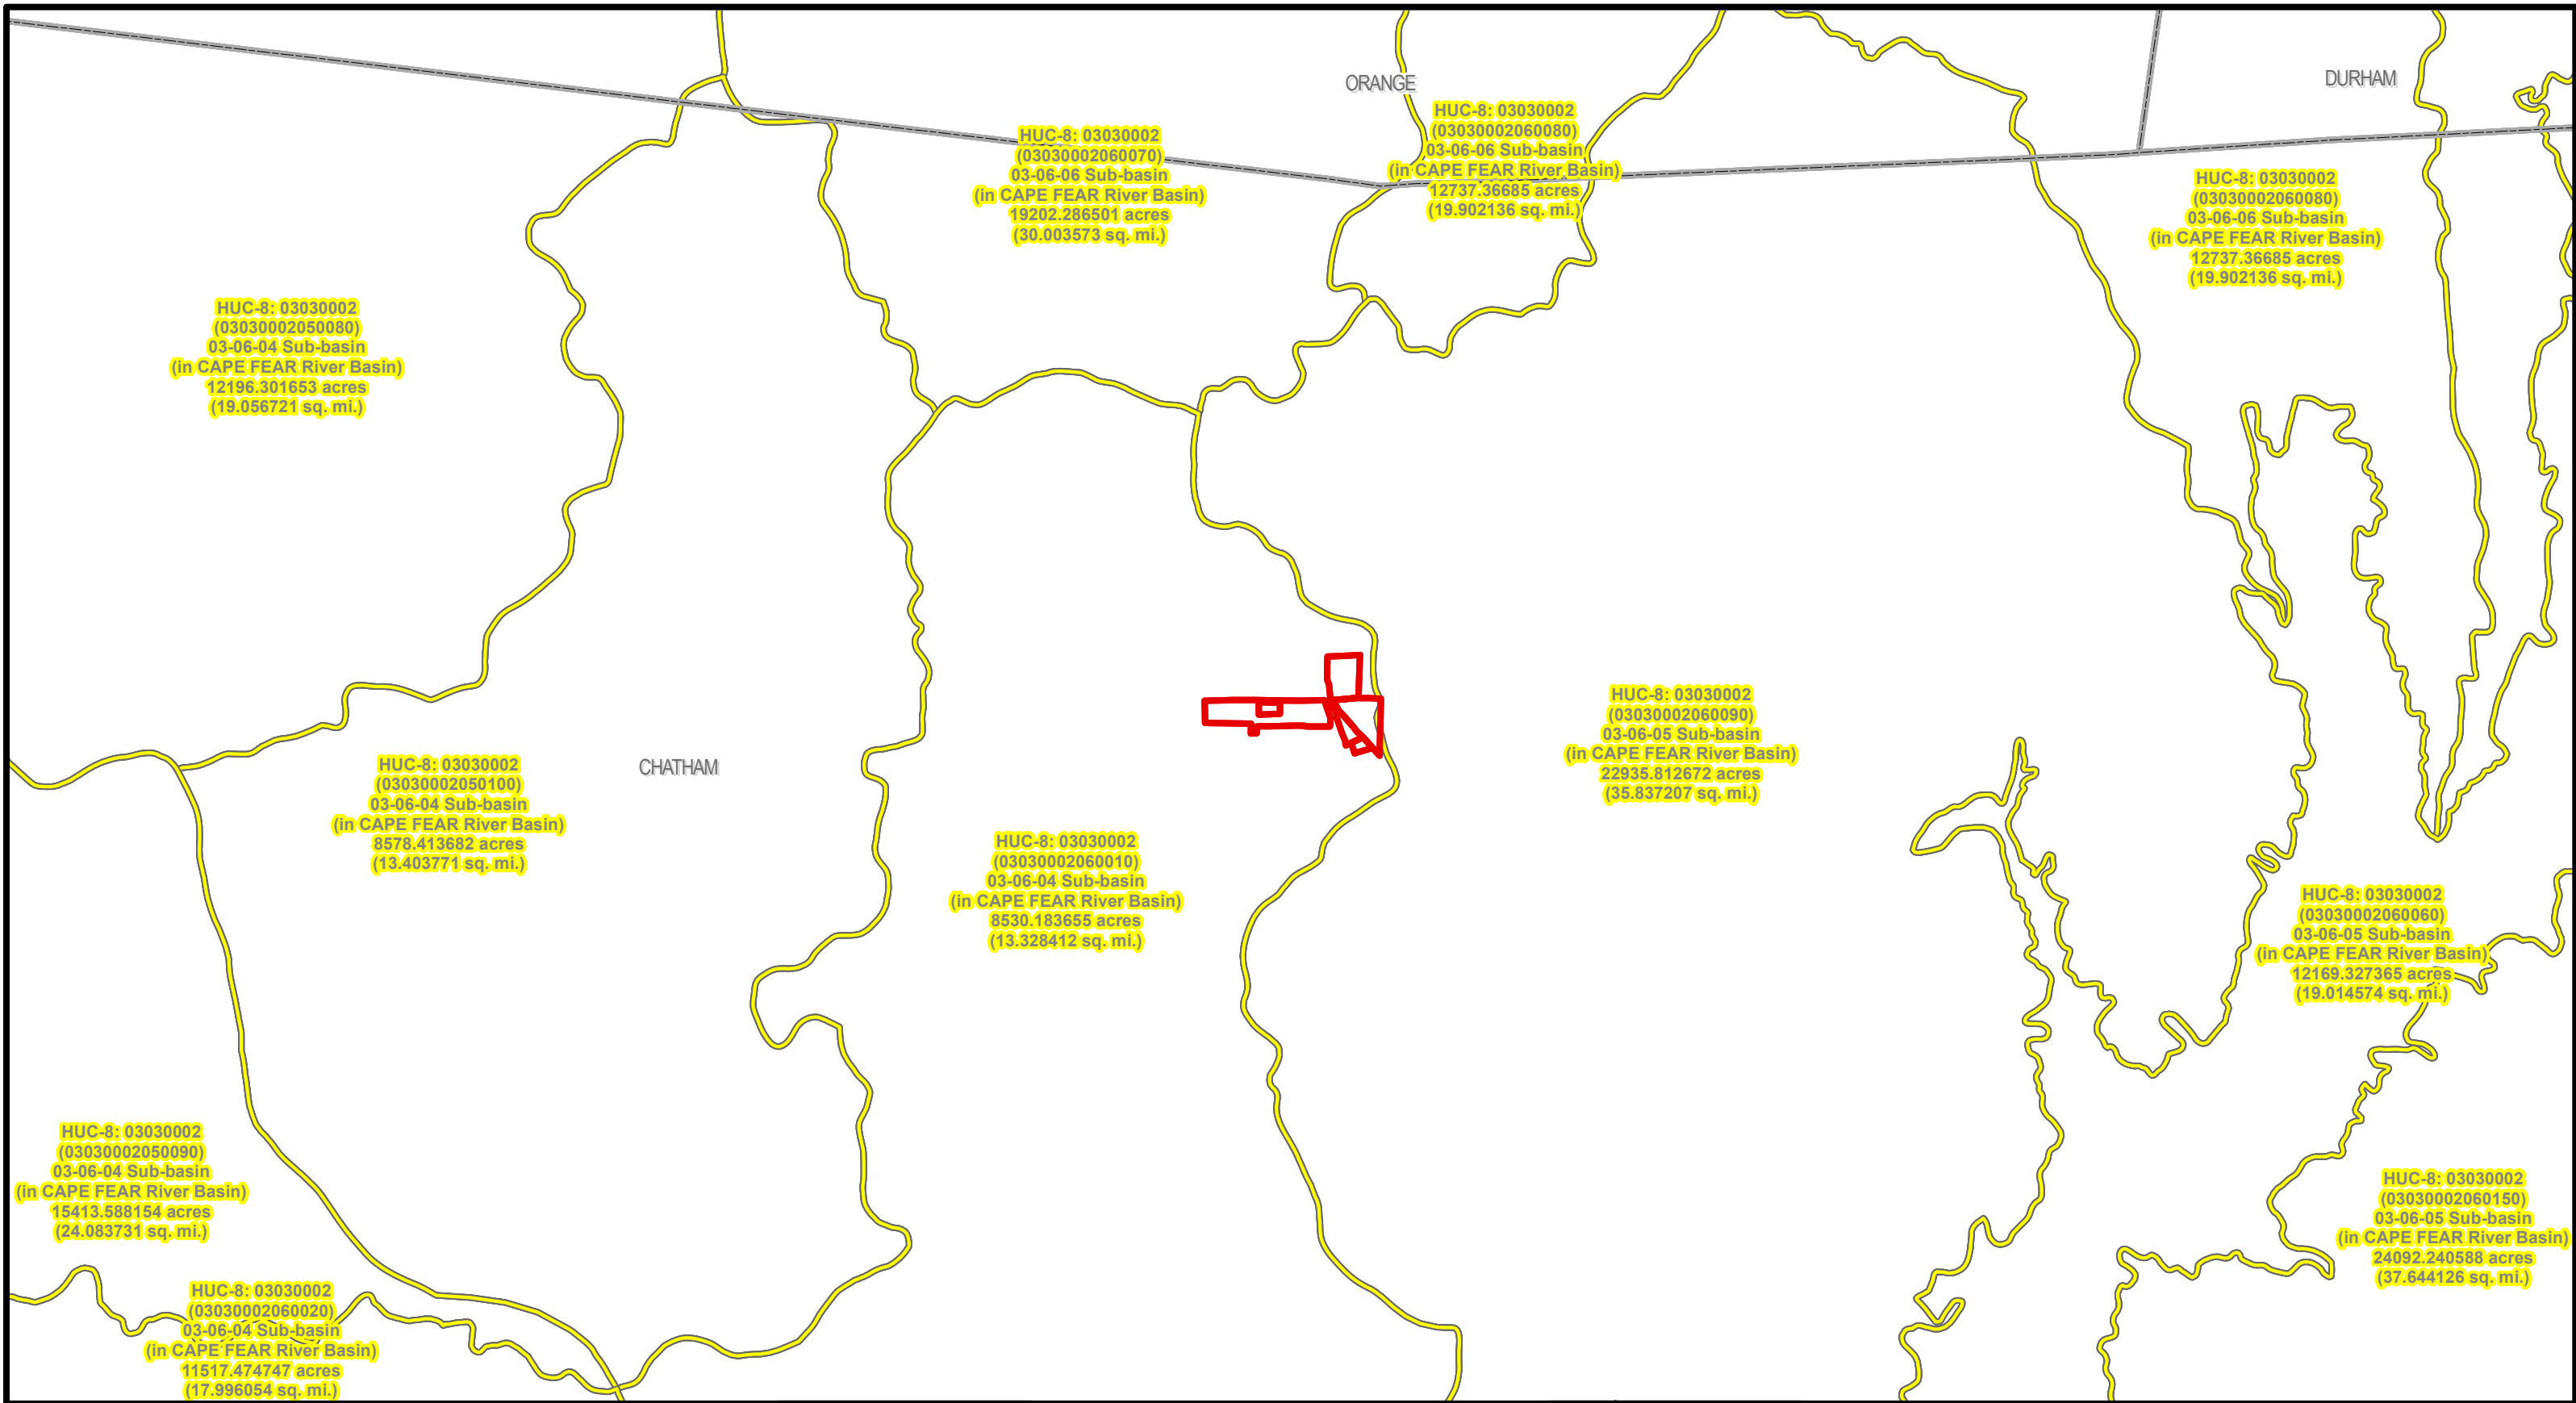 ORANGE
DURHAM
HUC-8: 03030002
(03030002060080)
03-06-06 Sub-basin
(in CAPE FEAR River Basin)
12737.36685 acres
(19.902136 sq. mi.)
HUC-8: 03030002
(03030002060070)
03-06-06 Sub-basin
(in CAPE FEAR River Basin)
19202.286501 acres
(30.003573 sq. mi.)
HUC-8: 03030002
(03030002060080)
03-06-06 Sub-basin
(in CAPE FEAR River Basin)
12737.36685 acres
(19.902136 sq. mi.)
HUC-8: 03030002
(03030002050080)
03-06-04 Sub-basin
(in CAPE FEAR River Basin)
12196.301653 acres
(19.056721 sq. mi.)
HUC-8: 03030002
(03030002060090)
03-06-05 Sub-basin
(in CAPE FEAR River Basin)
22935.812672 acres
(35.837207 sq. mi.)
HUC-8: 03030002
(03030002050100)
03-06-04 Sub-basin
(in CAPE FEAR River Basin)
8578.413682 acres
(13.403771 sq. mi.)
CHATHAM
HUC-8: 03030002
(03030002060010)
03-06-04 Sub-basin
(in CAPE FEAR River Basin)
8530.183655 acres
(13.328412 sq. mi.)
HUC-8: 03030002
(03030002060060)
03-06-05 Sub-basin
(in CAPE FEAR River Basin)
12169.327365 acres
(19.014574 sq. mi.)
HUC-8: 03030002
(03030002050090)
03-06-04 Sub-basin
(in CAPE FEAR River Basin)
15413.588154 acres
(24.083731 sq. mi.)
HUC-8: 03030002
(03030002060150)
03-06-05 Sub-basin
(in CAPE FEAR River Basin)
24092.240588 acres
(37.644126 sq. mi.)
HUC-8: 03030002
(03030002060020)
03-06-04 Sub-basin
(in CAPE FEAR River Basin)
11517.474747 acres
(17.996054 sq. mi.)